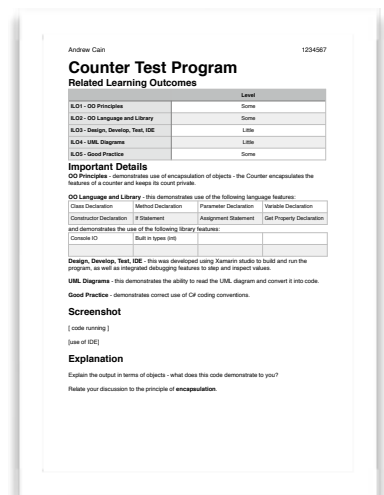 Andrew Cain 1234567
Counter Test Program
Related Learning Outcomes
Level
ILO1 - OO Principles Some
ILO2 - OO Language and Library Some
ILO3 - Design, Develop, Test, IDE Little
ILO4 - UML Diagrams Little
ILO5 - Good Practice Some
Important Details
OO Principles - demonstrates use of encapsulation of objects - the Counter encapsulates the
features of a counter and keeps its count private.
OO Language and Library - this demonstrates use of the following language features:
Class Declaration Method Declaration Parameter Declaration Variable Declaration
Constructor Declaration If Statement Assignment Statement Get Property Declaration
and demonstrates the use of the following library features:
Console IO Built in types (int)
Design, Develop, Test, IDE - this was developed using Xamarin studio to build and run the
program, as well as integrated debugging features to step and inspect values.
UML Diagrams - this demonstrates the ability to read the UML diagram and convert it into code.
Good Practice - demonstrates correct use of C# coding conventions.
Screenshot
[ code running ]
[use of IDE]
Explanation
Explain the output in terms of objects - what does this code demonstrate to you?
Relate your discussion to the principle of encapsulation.